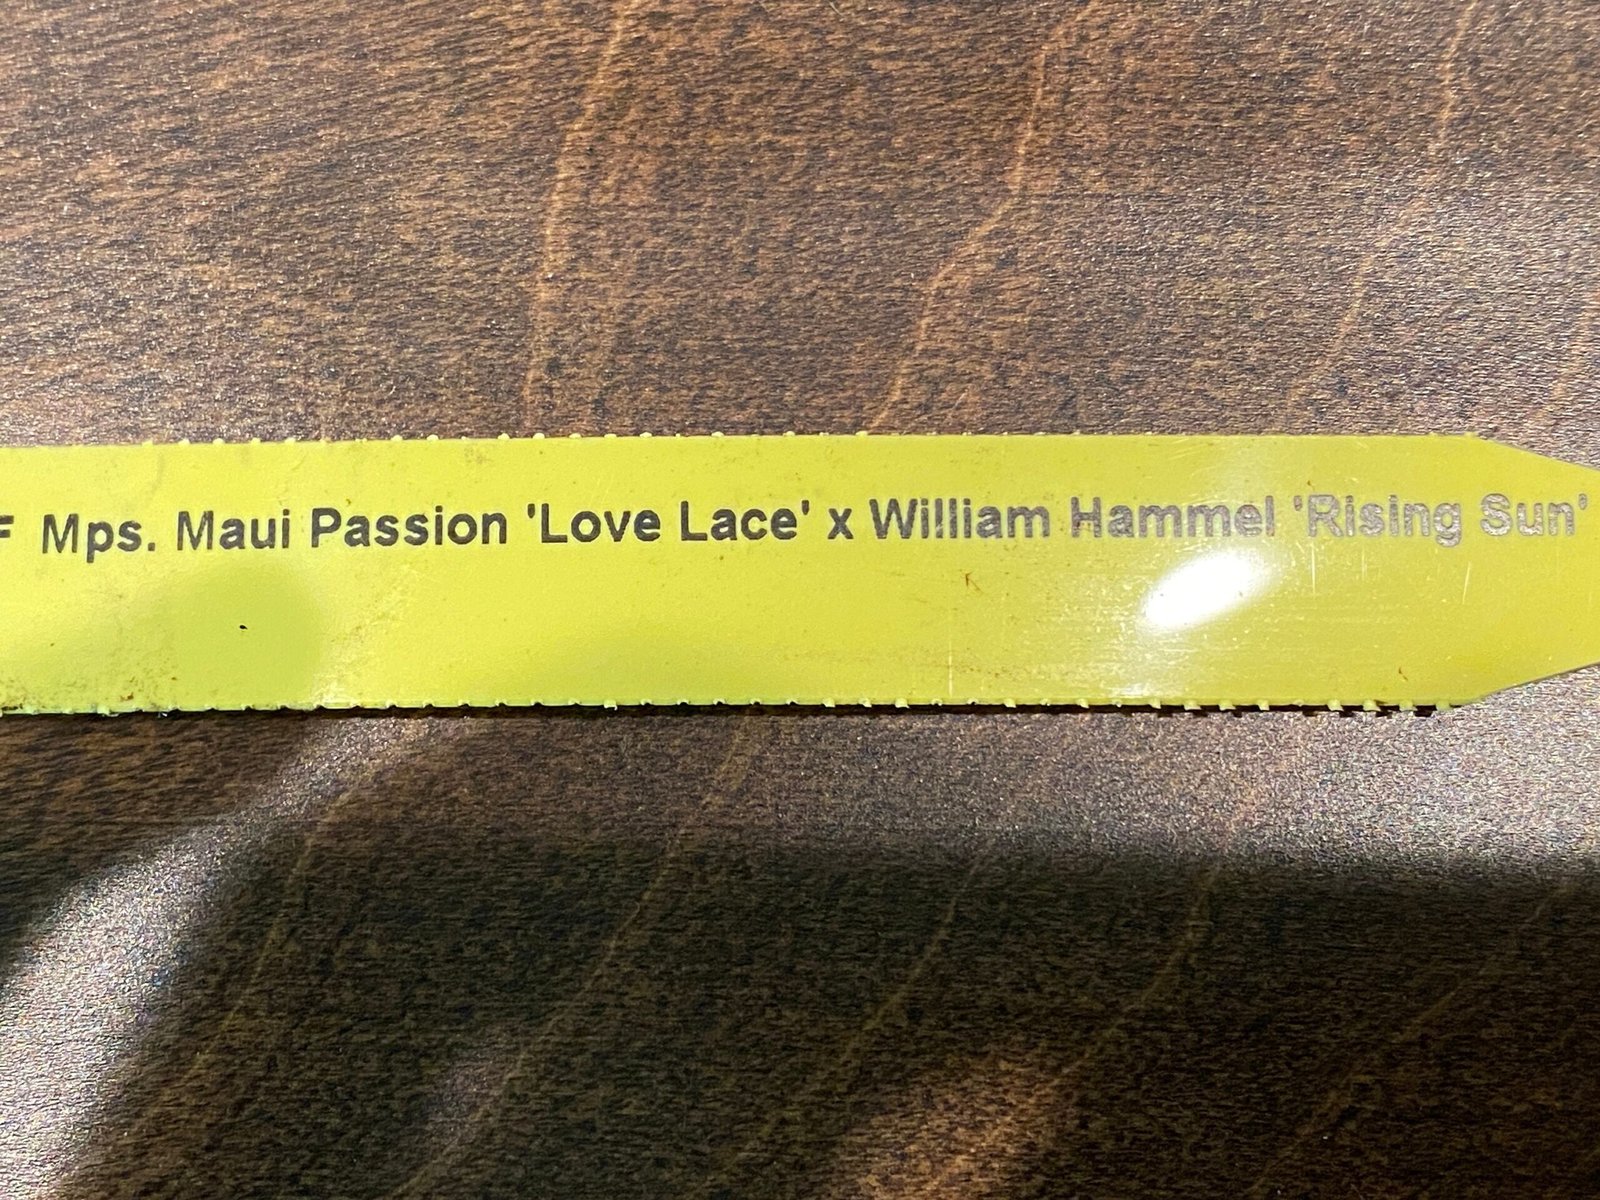 F Mps. Maui Passion 'Love Lace' x William Hammel 'Rising Sun'